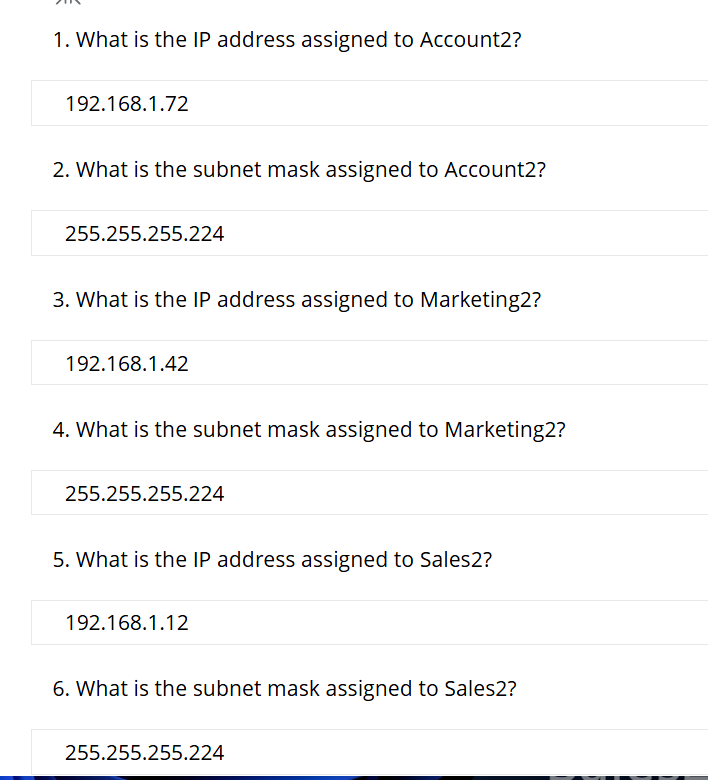 1. What is the IP address assigned to Account2?
192.168.1.72
2. What is the subnet mask assigned to Account2?
255.255.255.224
3. What is the IP address assigned to Marketing2?
192.168.1.42
4. What is the subnet mask assigned to Marketing2?
255.255.255.224
5. What is the IP address assigned to Sales2?
192.168.1.12
6. What is the subnet mask assigned to Sales2?
255.255.255.224